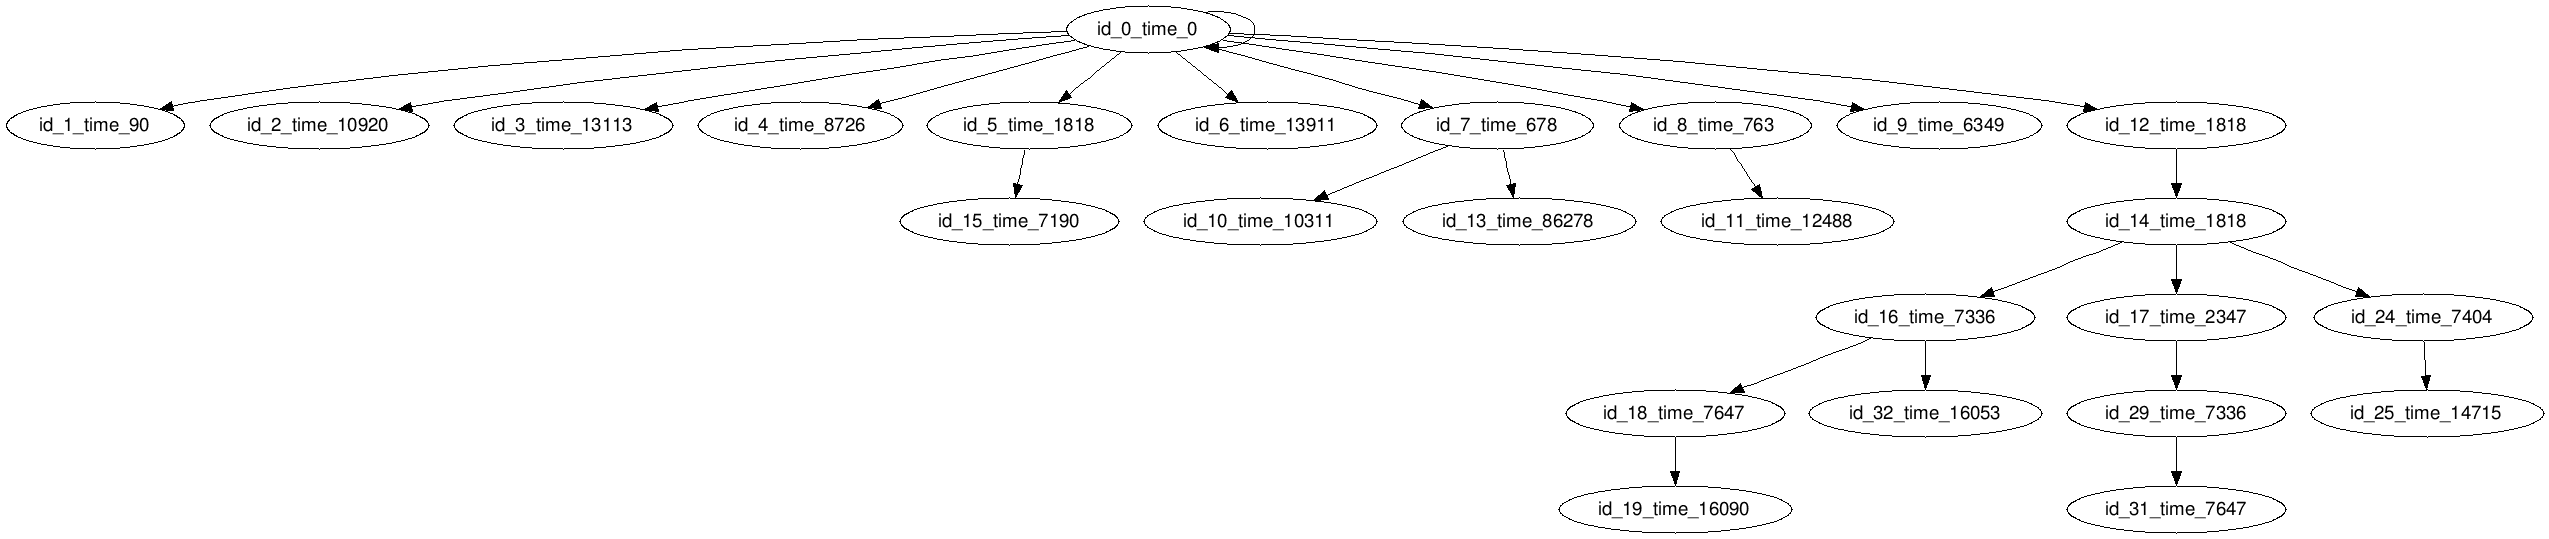 id_0_time_0
id_1_time_90
id_2_time_10920
id_3_time_13113
id_4_time_8726
id_5_time_1818
id_6_time_13911
id_7_time_678
id_8_time_763
id_9_time_6349
id_12_time_1818
id_15_time_7190
id_10_time_10311
id_13_time_86278
id_11_time_12488
id_14_time_1818
id_16_time_7336
id_17_time_2347
id_24_time_7404
id_18_time_7647
id_32_time_16053
id_29_time_7336
id_25_time_14715
id_19_time_16090
id_31_time_7647